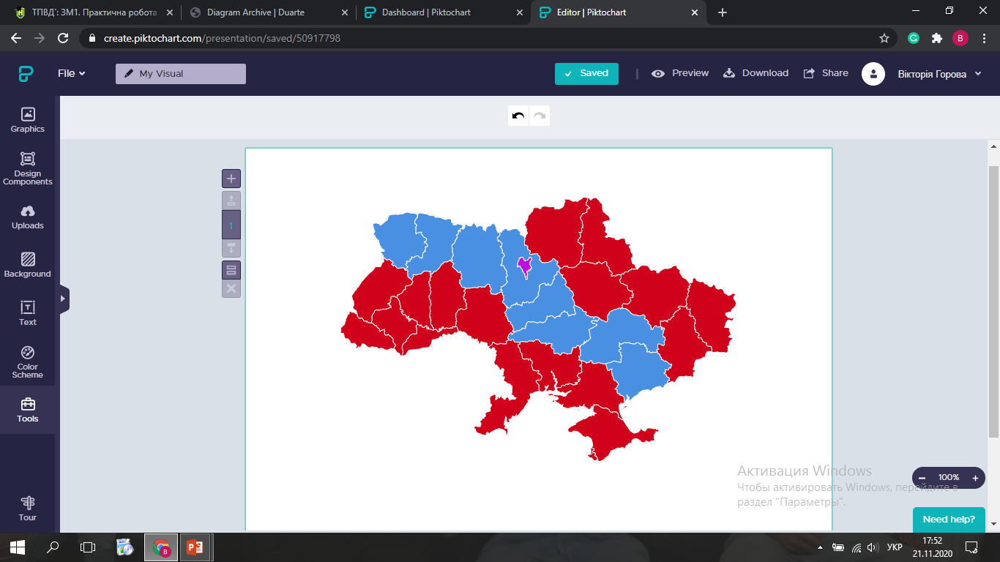 ТПВД`: ЗМ1. Практична робота
Diagram Archive | Duarte
Dashboard | Piktochart
Editor | Piktochart
create.piktochart.com/presentation/saved/50917798
B
File
My Visual
Saved
Preview
Download
Share
Вікторія Горова
Graphics
Design
Components
Uploads
Background
Text
Color
Scheme
Tools
Tour
1
Активация Windows
Чтобы активировать Windows, перейдите в
раздел "Параметры".
100%
Need help?
УКР
17:52
21.11.2020